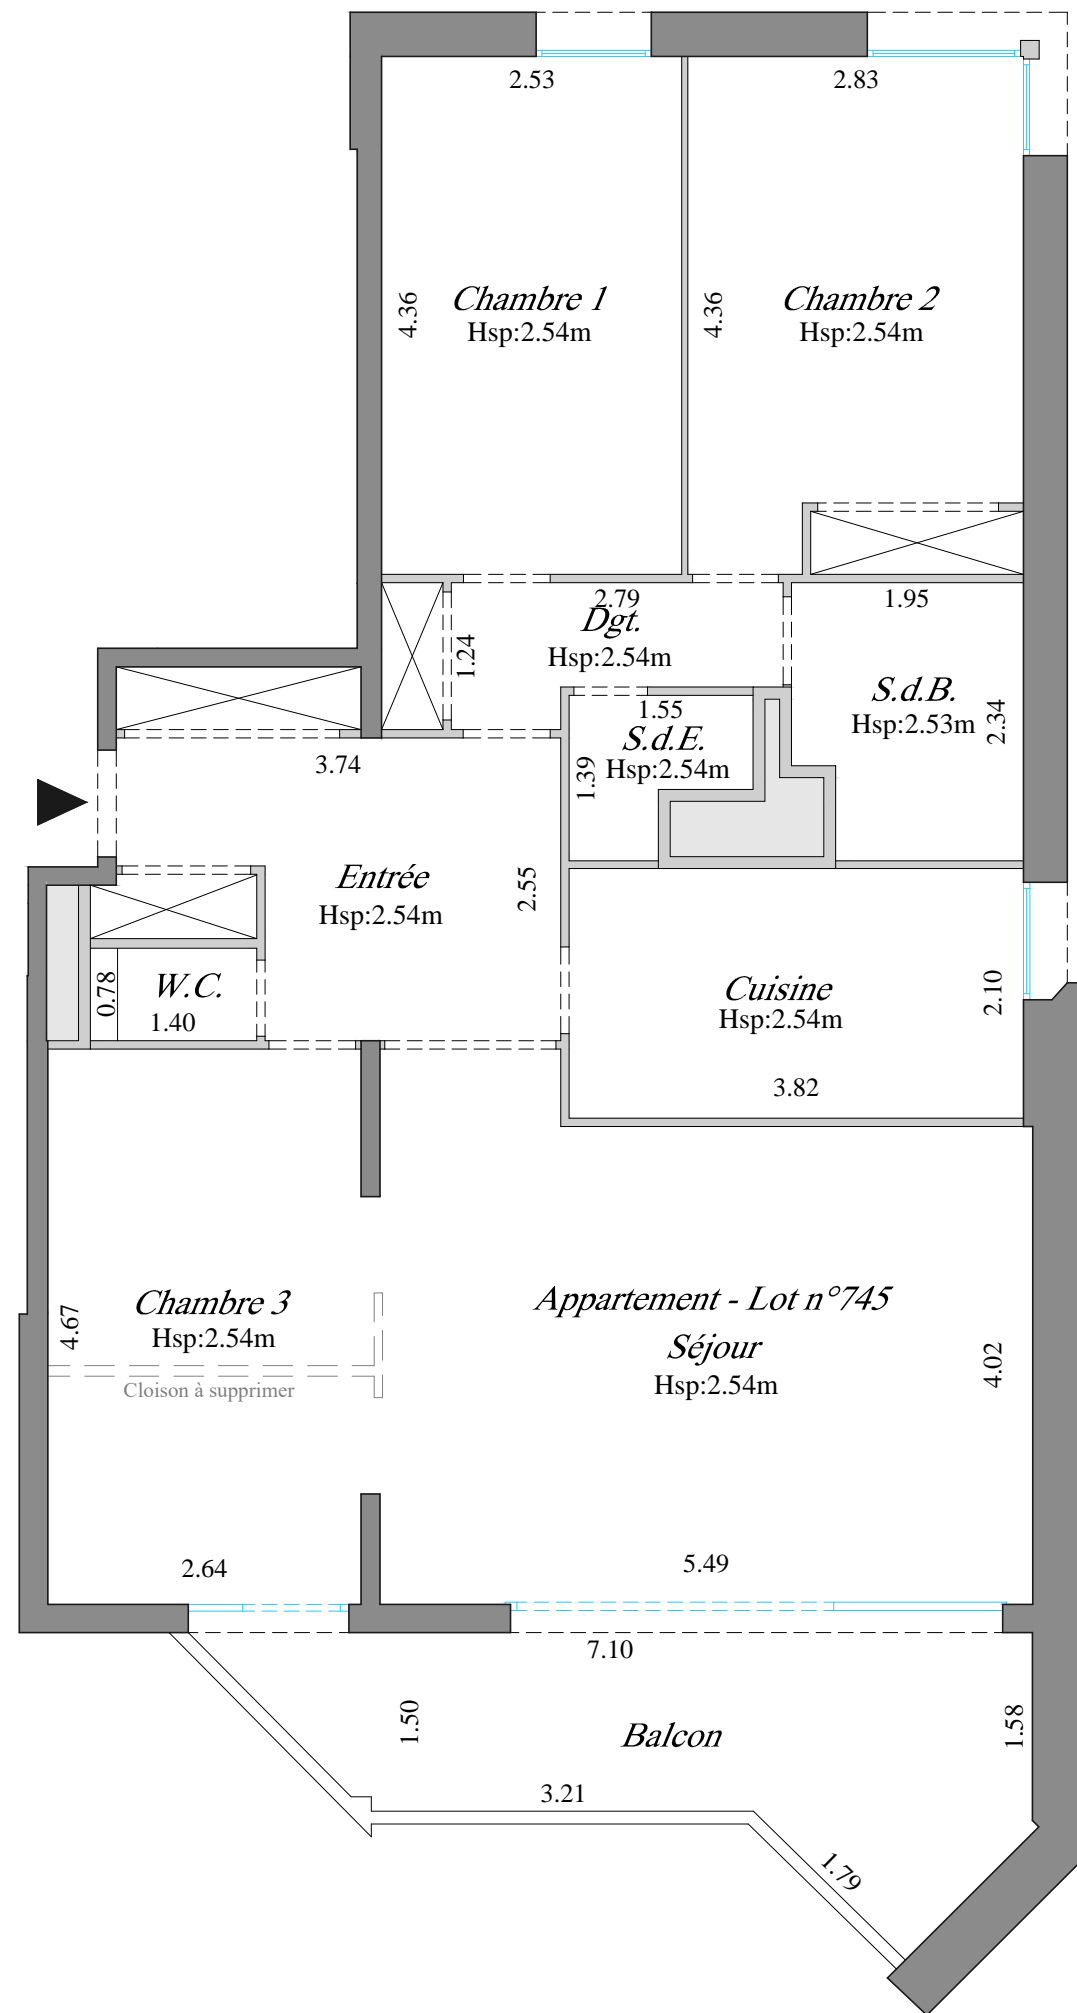 2.53
2.83
4.36
Chambre 1
Hsp:2.54m
4.36
Chambre 2
Hsp:2.54m
2.79
Dgt.
Hsp:2.54m
1.24
1.95
S.d.B.
Hsp:2.53m
2.34
1.55
S.d.E.
Hsp:2.54m
1.39
3.74
Entrée
Hsp:2.54m
2.55
0.78
W.C.
1.40
Cuisine
Hsp:2.54m
2.10
3.82
4.67
Chambre 3
Hsp:2.54m
Cloison à supprimer
2.64
Appartement - Lot n°745
Séjour
Hsp:2.54m
4.02
5.49
7.10
1.50
Balcon
1.58
3.21
1.79